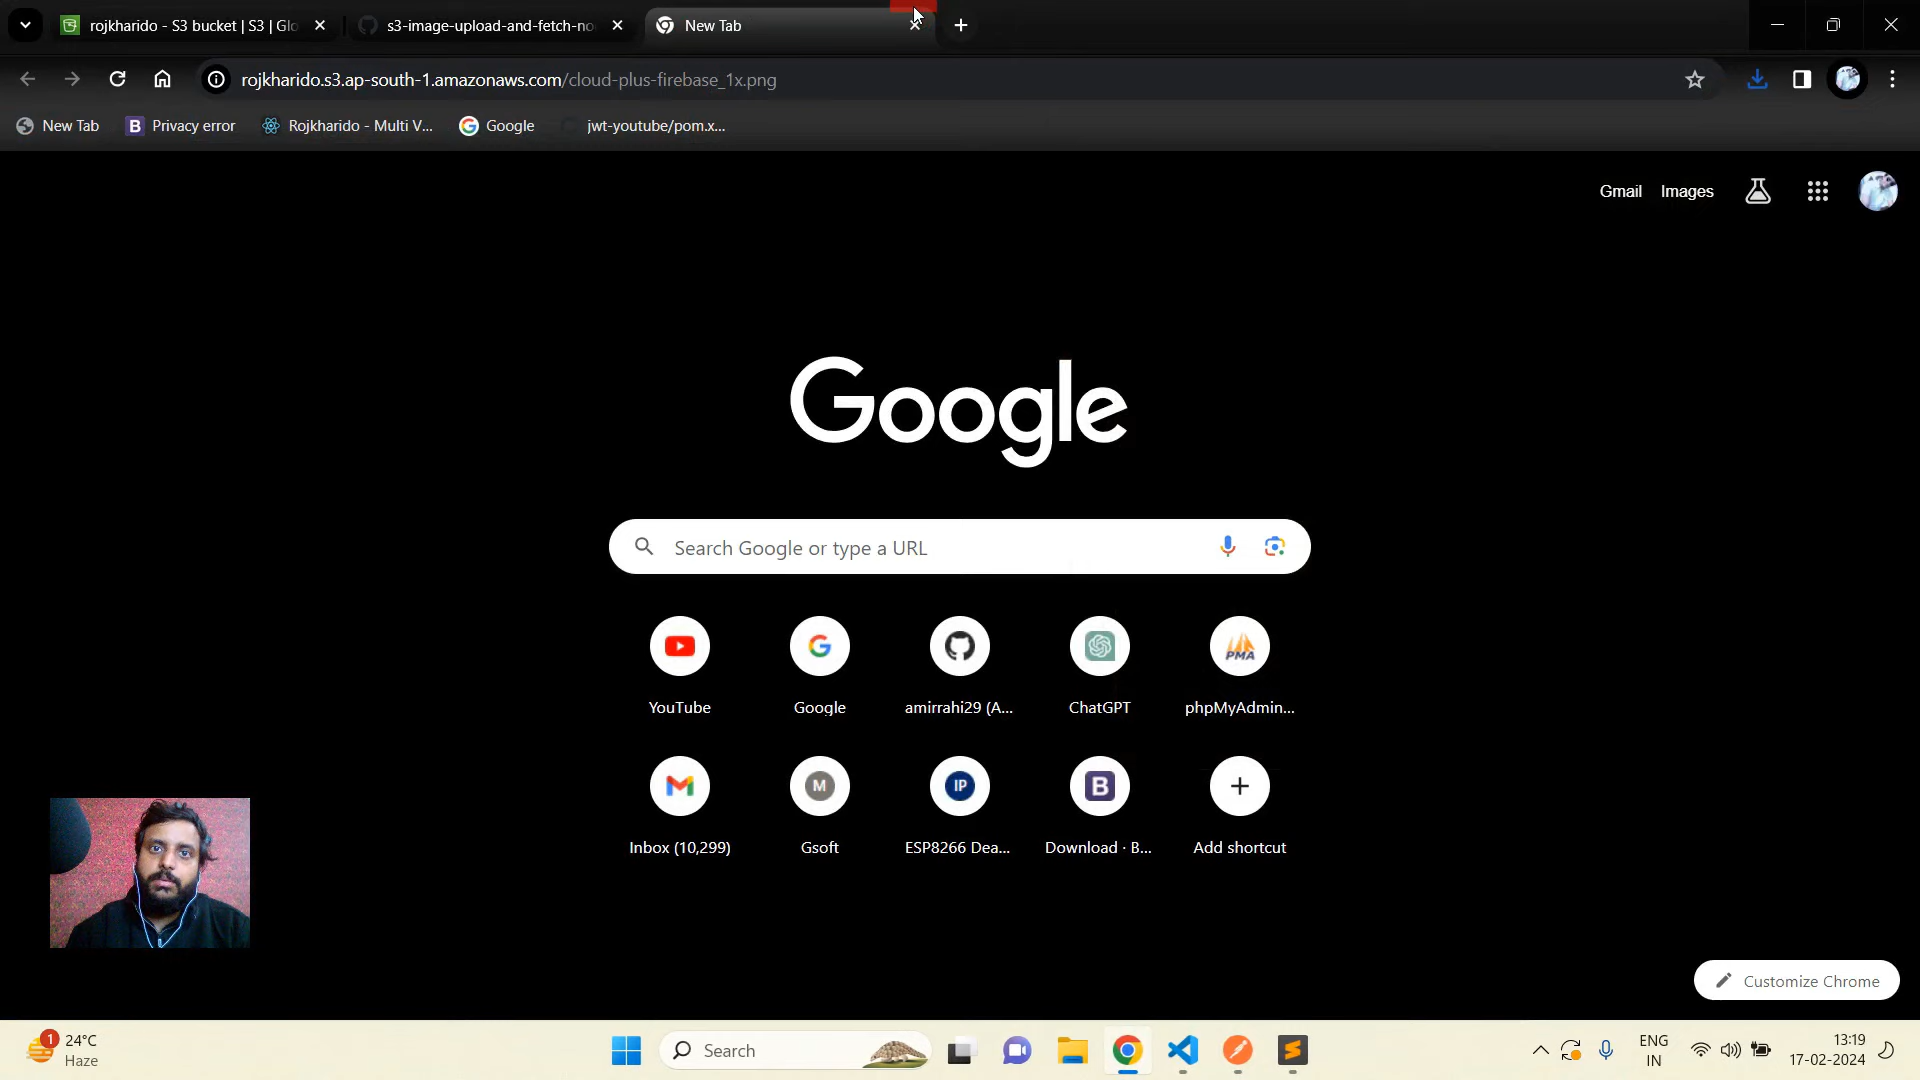 rojkharido - S3 bucket | S3 | Glo
s3-image-upload-and-fetch-no
New Tab
rojkharido.s3.ap-south-1.amazonaws.com/cloud-plus-firebase_1x.png
New Tab
Privacy error
Rojkharido - Multi V...
Google
jwt-youtube/pom.x...
Gmail
Images
Google
Search Google or type a URL
YouTube
Google
amirrahi29 (A...
ChatGPT
PMA
phpMyAdmin...
M
IP
B
Inbox (10,299)
Gsoft
ESP8266 Dea...
Download · B...
Add shortcut
Customize Chrome
1
24°C
Haze
Search
ENG
IN
13:19
17-02-2024